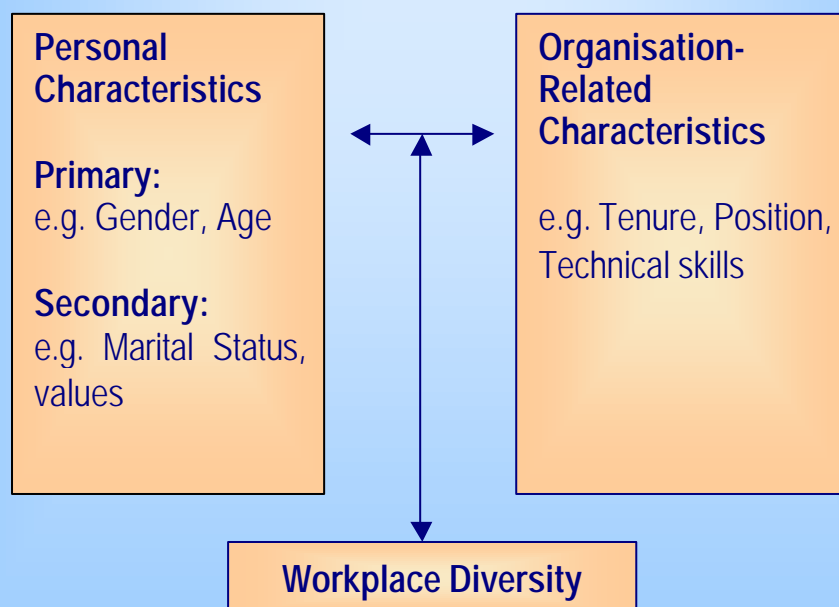 Personal
Characteristics
Primary:
e.g. Gender, Age
Secondary:
e.g. Marital Status,
values
Organisation-
Related
Characteristics
e.g. Tenure, Position,
Technical skills
Workplace Diversity